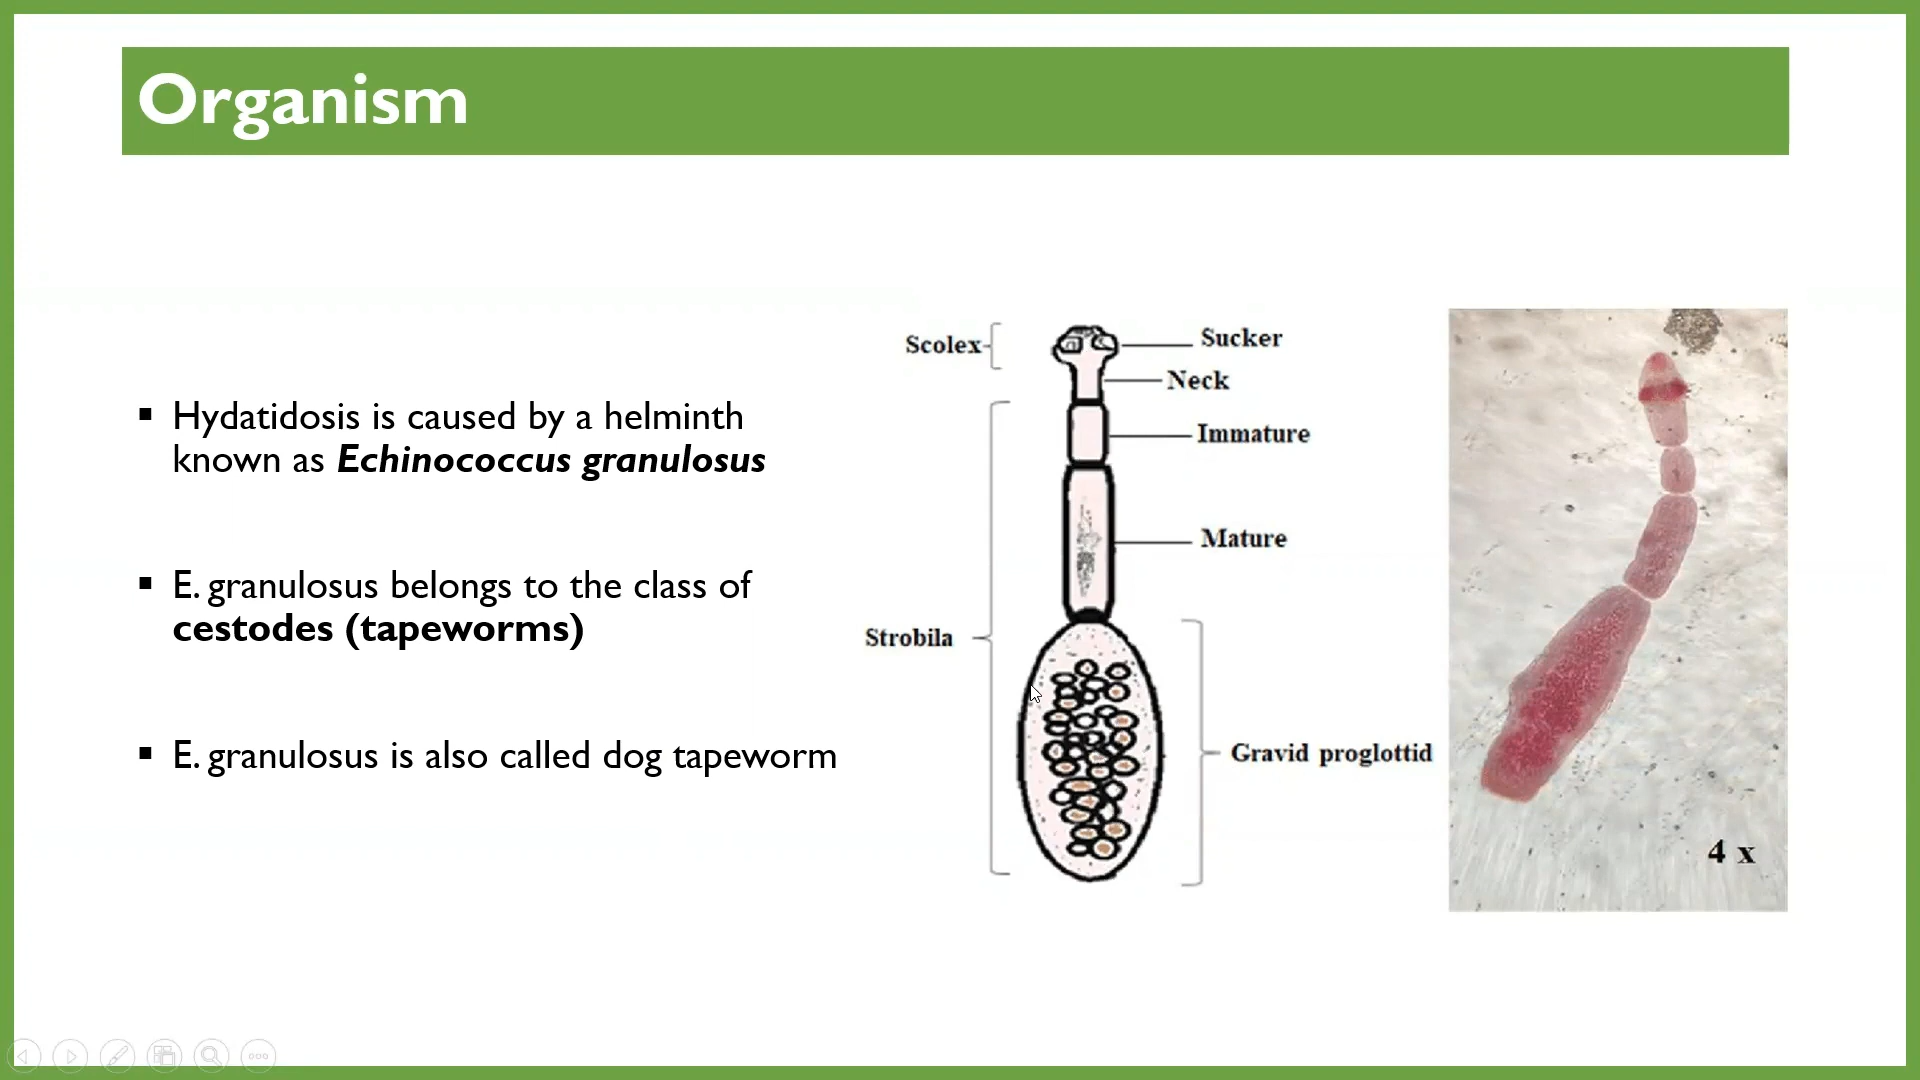 Organism
▪ Hydatidosis is caused by a helminth
known as Echinococcus granulosus
▪ E. granulosus belongs to the class of
cestodes (tapeworms)
▪ E. granulosus is also called dog tapeworm
Scolex
Sucker
Neck
Immature
Mature
Strobila
Gravid proglottid
4 x